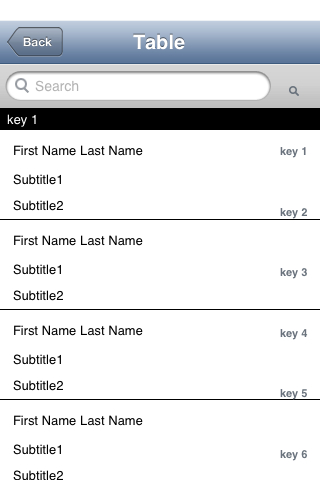 Back
Table
Search
key 1
First Name Last Name
key 1
Subtitle1
Subtitle2
key 2
First Name Last Name
Subtitle1
key 3
Subtitle2
First Name Last Name
key 4
Subtitle1
Subtitle2
key 5
First Name Last Name
Subtitle1
key 6
Subtitle2